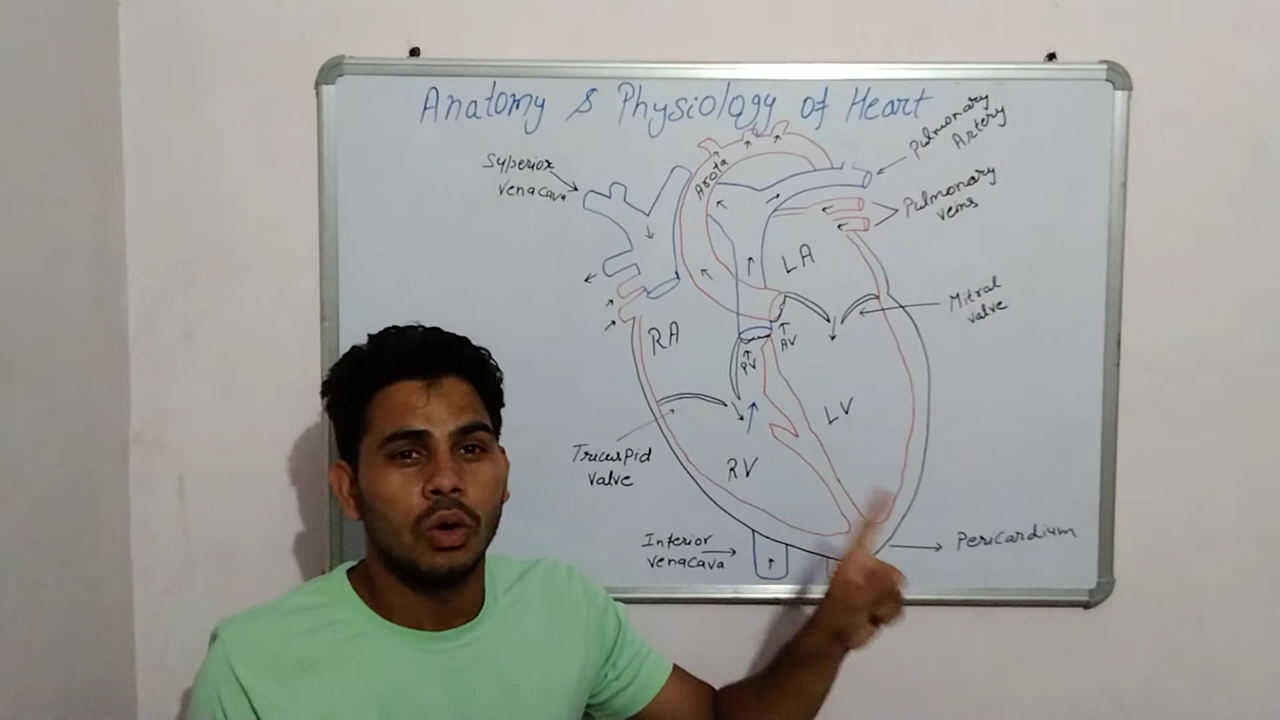 Anatomy & Physiology of Heart
Superior
Venacava
Arota
Pulmonary
Artery
Pulmonary
veins
LA
Mitral
valve
RA
AV
PV
LV
Tricuspid
Valve
RV
Inferior
venacava
Pericardium